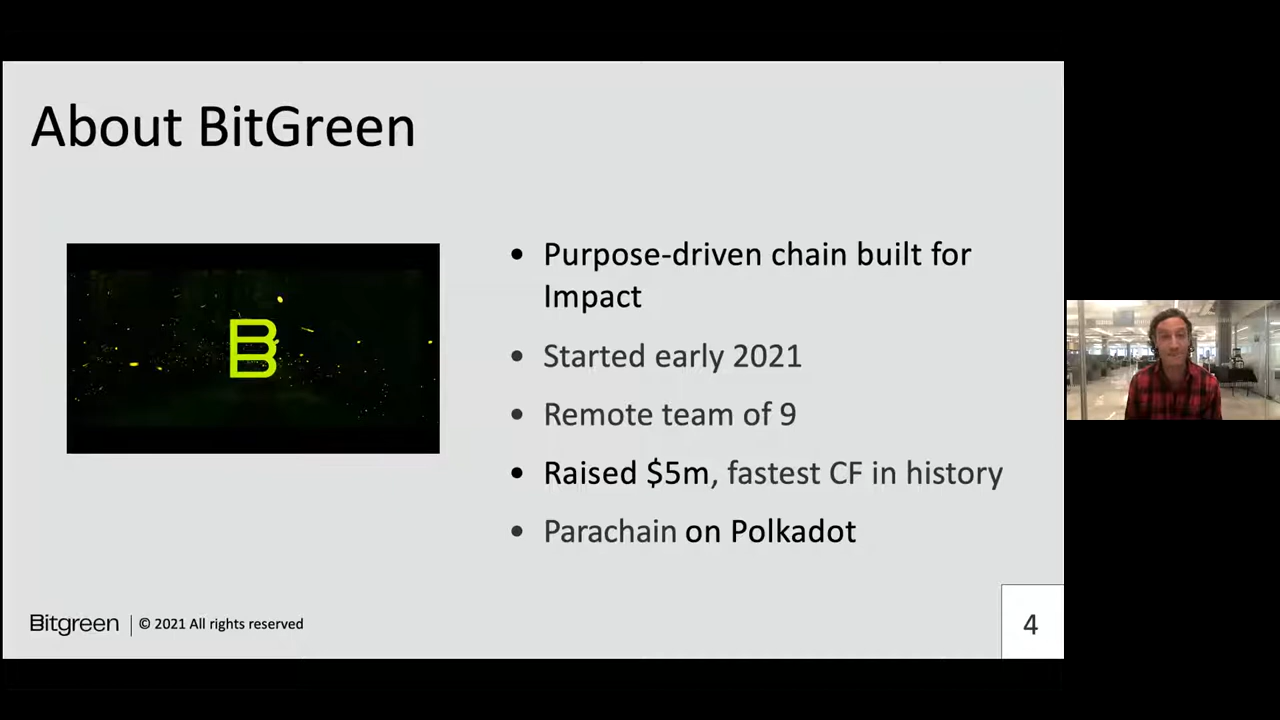 About BitGreen
• Purpose-driven chain built for
Impact
• Started early 2021
• Remote team of 9
• Raised $5m, fastest CF in history
• Parachain on Polkadot
Bitgreen | © 2021 All rights reserved
4